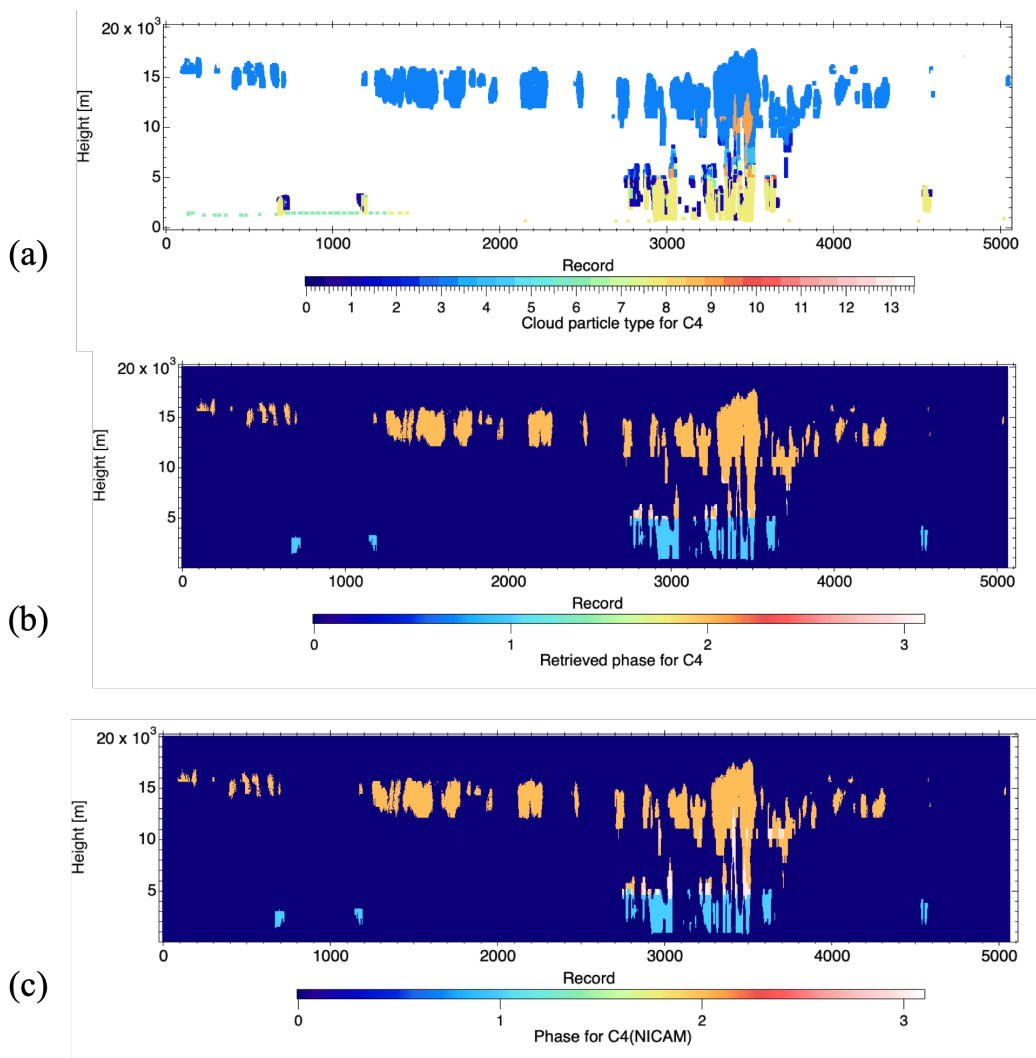 20 x 10³
15
10
5
0
Height [m]
0 1000 2000 3000 4000 5000
Record
(a)
0 1 2 3 4 5 6 7 8 9 10 11 12 13
Cloud particle type for C4
20 x 10³
15
10
5
Height [m]
0 1000 2000 3000 4000 5000
Record
(b)
0 1 2 3
Retrieved phase for C4
20 x 10³
15
10
5
Height [m]
0 1000 2000 3000 4000 5000
Record
(c)
0 1 2 3
Phase for C4(NICAM)